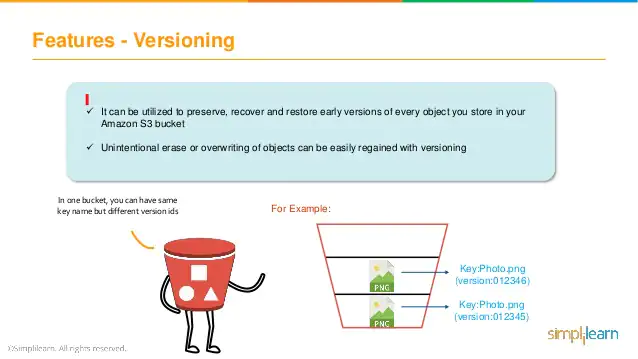 Features - Versioning
✓ It can be utilized to preserve, recover and restore early versions of every object you store in your
Amazon S3 bucket
✓ Unintentional erase or overwriting of objects can be easily regained with versioning
In one bucket, you can have same
key name but different version ids
For Example:
PNG
Key:Photo.png
(version:012346)
PNG
Key:Photo.png
(version:012345)
©Simplilearn. All rights reserved.
simplilearn